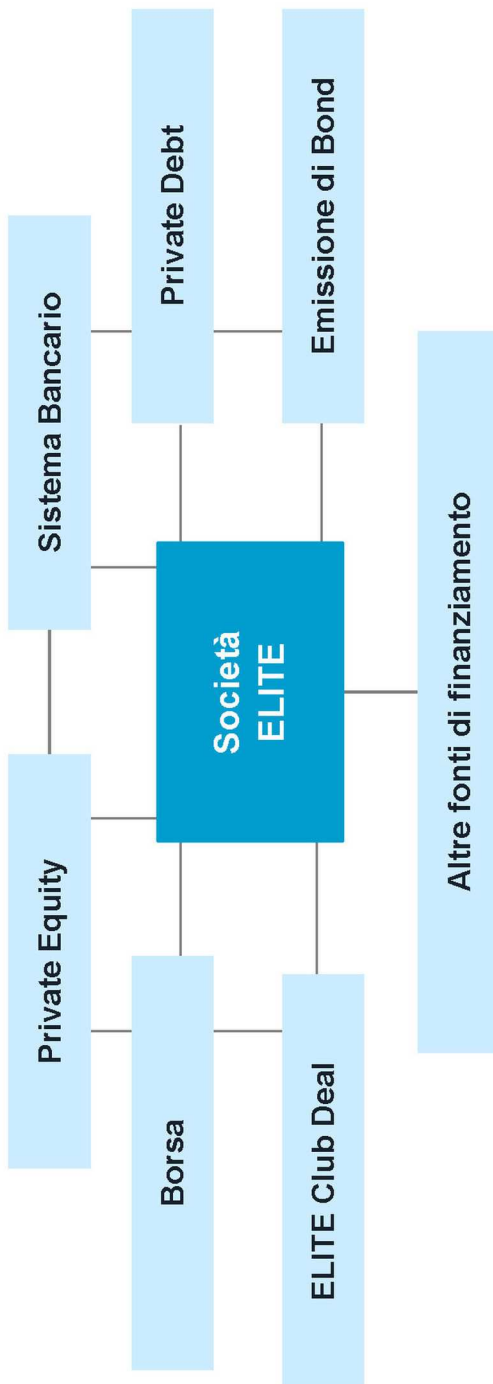 Private Equity
Sistema Bancario
Borsa
Private Debt
Società
ELITE
ELITE Club Deal
Emissione di Bond
Altre fonti di finanziamento